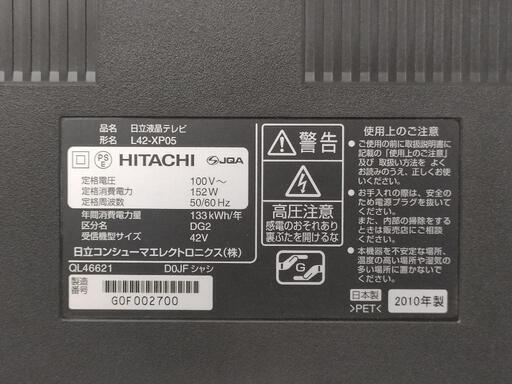 品名 日立液晶テレビ
形名 L42-XP05
PS
E
HITACHI
JQA
定格電圧 100V～
定格消費電力 152W
定格周波数 50/60Hz
年間消費電力量 133kWh/年
区分名 DG2
受信機型サイズ 42V
日立コンシューマエレクトロニクス(株)
QL46621 D0JFシャシ
製造番号 G0F002700
警告
高圧注意
感電のおそれあり
裏ぶたを開けるな
G
使用上のご注意
●ご使用の前に取扱説明書に
記載の「使用上のご注意」
及び 取扱い方法を よく
お読みのうえ、正しくお使
いください。
●お手入れの際は、安全の
ため電源プラグを抜いて
ください。
また、内部の掃除をする
ときは販売店にご相談
ください。
●本機器を不安定な場所、
温度の高い場所や湿気の
多い場所に置かないで
ください。
日本製
>PET<
2010年製